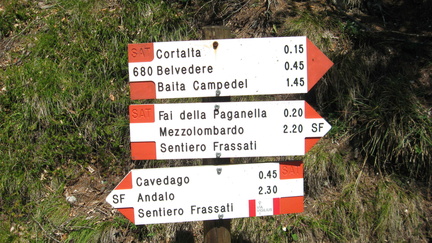 SAT Cortalta 0.15
680 Belvedere 0.45
Baita Campedel 1.45
SAT Fai della Paganella 0.20
Mezzolombardo 2.20 SF
Sentiero Frassati
Cavedago 0.45 SAT
SF Andalo 2.30
Sentiero Frassati